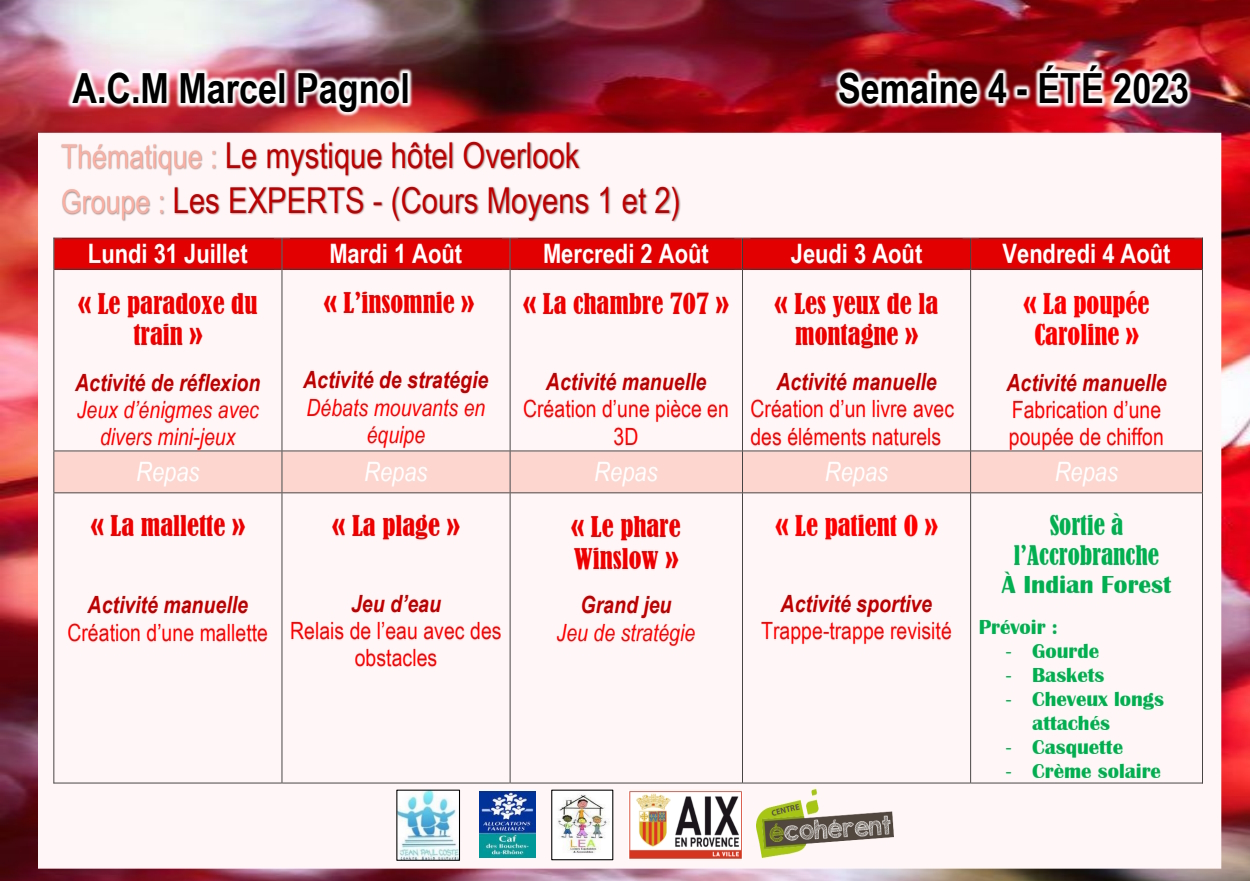 A.C.M Marcel Pagnol
Semaine 4 - ÉTÉ 2023
Thématique : Le mystique hôtel Overlook
Groupe : Les EXPERTS - (Cours Moyens 1 et 2)
Lundi 31 Juillet
Mardi 1 Août
Mercredi 2 Août
Jeudi 3 Août
Vendredi 4 Août
« Le paradoxe du
train »
Activité de réflexion
Jeux d’énigmes avec
divers mini-jeux
« L’insomnie »
Activité de stratégie
Débats mouvants en
équipe
« La chambre 707 »
Activité manuelle
Création d’une pièce en
3D
« Les yeux de la
montagne »
Activité manuelle
Création d’un livre avec
des éléments naturels
« La poupée
Caroline »
Activité manuelle
Fabrication d’une
poupée de chiffon
Repas
Repas
Repas
Repas
Repas
« La mallette »
Activité manuelle
Création d’une mallette
« La plage »
Jeu d’eau
Relais de l’eau avec des
obstacles
« Le phare
Winslow »
Grand jeu
Jeu de stratégie
« Le patient 0 »
Activité sportive
Trappe-trappe revisité
Sortie à
l’Accrobranche
À Indian Forest
Prévoir :
- Gourde
- Baskets
- Cheveux longs
attachés
- Casquette
- Crème solaire
JEAN PAUL COSTE
ALLOCATIONS
FAMILIALES
Caf
des Bouches-
du-Rhône
LEA
AIX
EN PROVENCE
LA VILLE
CENTRE
écohérent